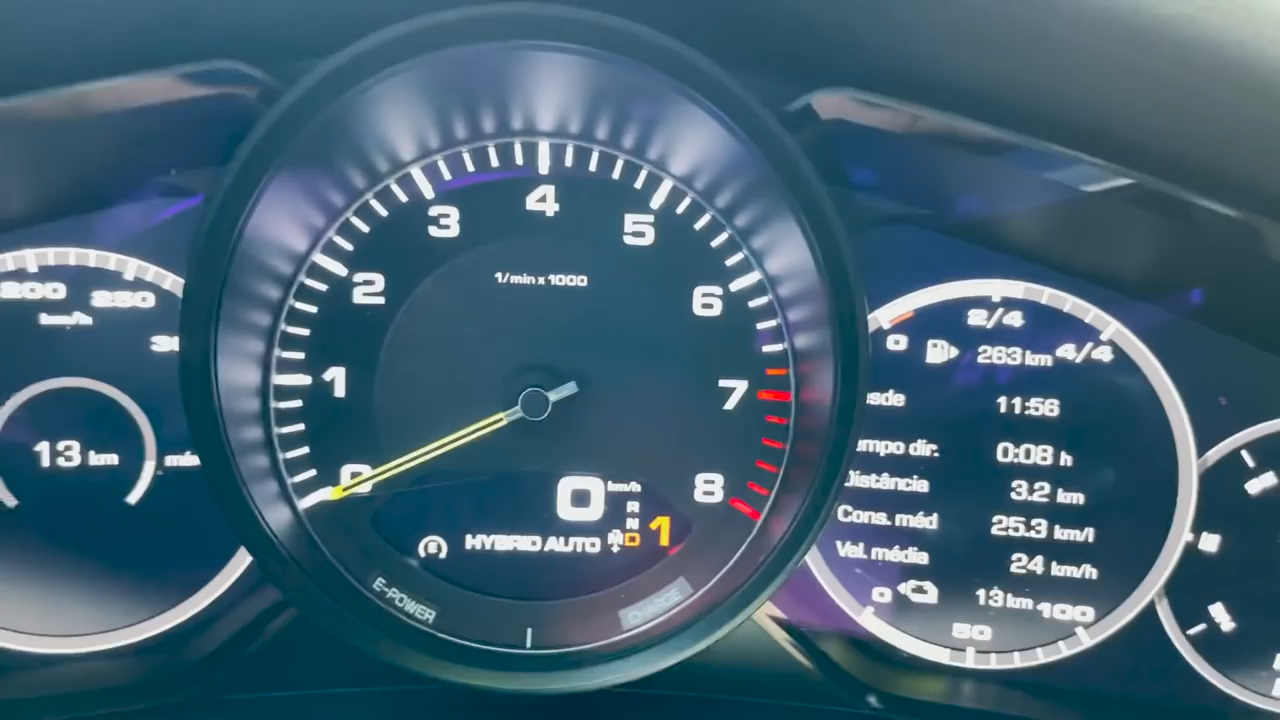 200
250
km/h
13 km
0
1
2
3
4
5
6
7
8
1/min x 1000
0 km/h
R
N
D
1
HYBRID AUTO
E-POWER
CHARGE
0
2/4
4/4
263 km
11:56
0:08 h
Distância 3.2 km
Cons. méd 25.3 km/l
Vel. média 24 km/h
0
13 km
50
100